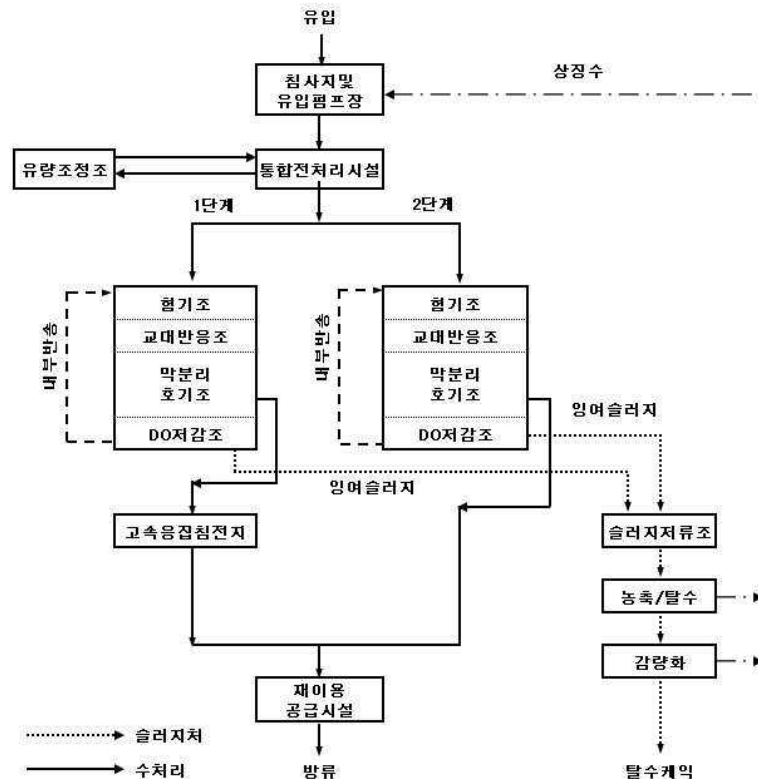 유입
침사지및
유입펌프장
상징수
유량조정조
통합전처리시설
1단계
2단계
혐기조
교대반응조
막분리
호기조
DO저감조
내부반송
혐기조
교대반응조
막분리
호기조
DO저감조
내부반송
잉여슬러지
잉여슬러지
고속응집침전지
슬러지저류조
농축/탈수
감량화
재이용
공급시설
슬러지처
수처리
방류
탈수케익